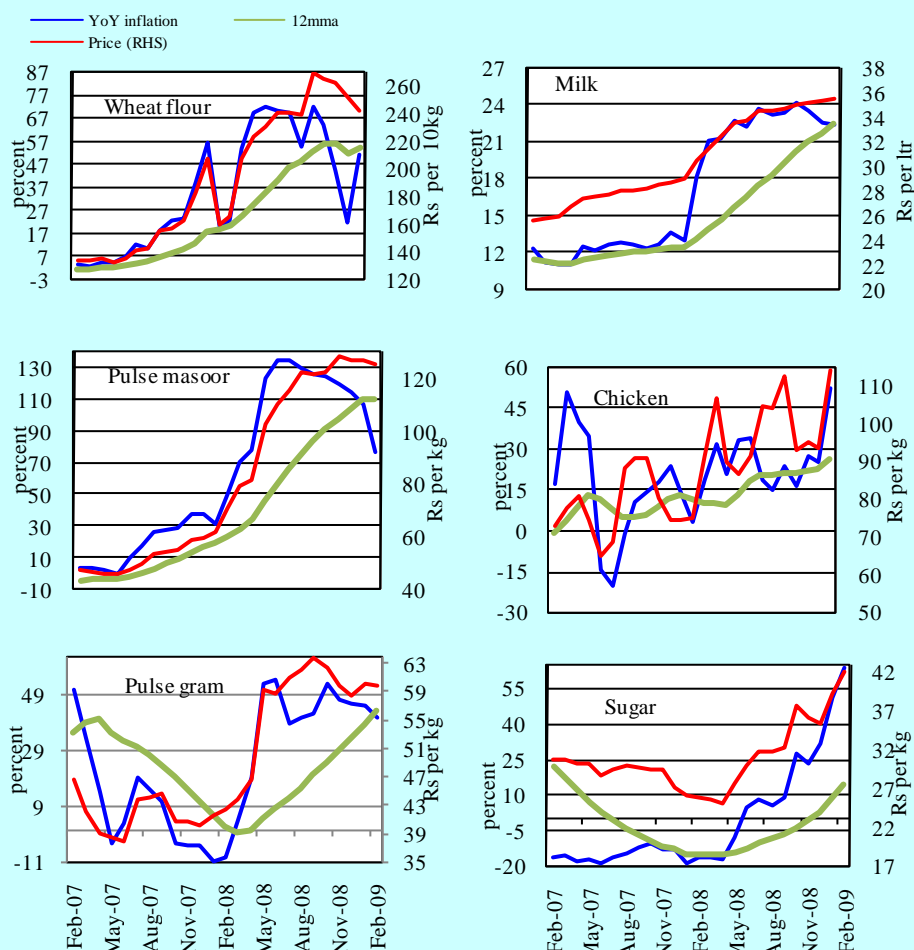 YoY inflation
12mma
Price (RHS)
Wheat flour
percent
87
77
67
57
47
37
27
17
7
-3
260
240
220
200
180
160
140
120
Rs per 10kg
Milk
percent
27
24
21
18
15
12
9
38
36
34
32
30
28
26
24
22
20
Rs per ltr
Pulse masoor
percent
130
110
90
70
50
30
10
-10
120
100
80
60
40
Rs per kg
Chicken
percent
60
45
30
15
0
-15
-30
110
100
90
80
70
60
50
Rs per kg
Pulse gram
percent
49
29
9
-11
63
59
55
51
47
43
39
35
Rs per kg
Feb-07
May-07
Aug-07
Nov-07
Feb-08
May-08
Aug-08
Nov-08
Feb-09
Sugar
percent
55
40
25
10
-5
-20
42
37
32
27
22
17
Rs per kg
Feb-07
May-07
Aug-07
Nov-07
Feb-08
May-08
Aug-08
Nov-08
Feb-09